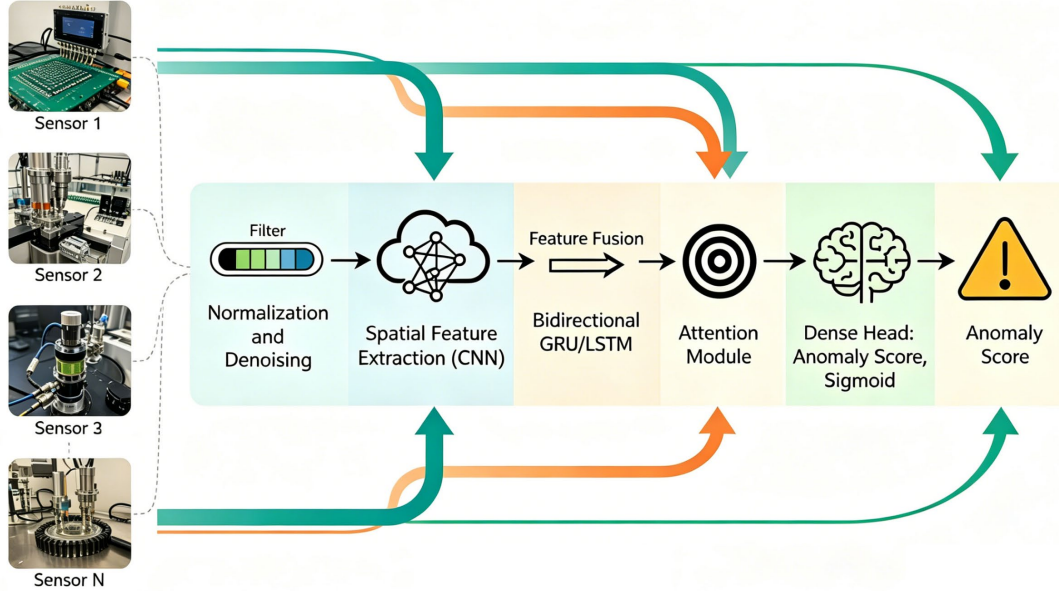 Sensor 1
Sensor 2
Sensor 3
Sensor N
Filter
Normalization
and
Denoising
Spatial Feature
Extraction (CNN)
Feature Fusion
Bidirectional
GRU/LSTM
Attention
Module
Dense Head:
Anomaly Score,
Sigmoid
Anomaly
Score